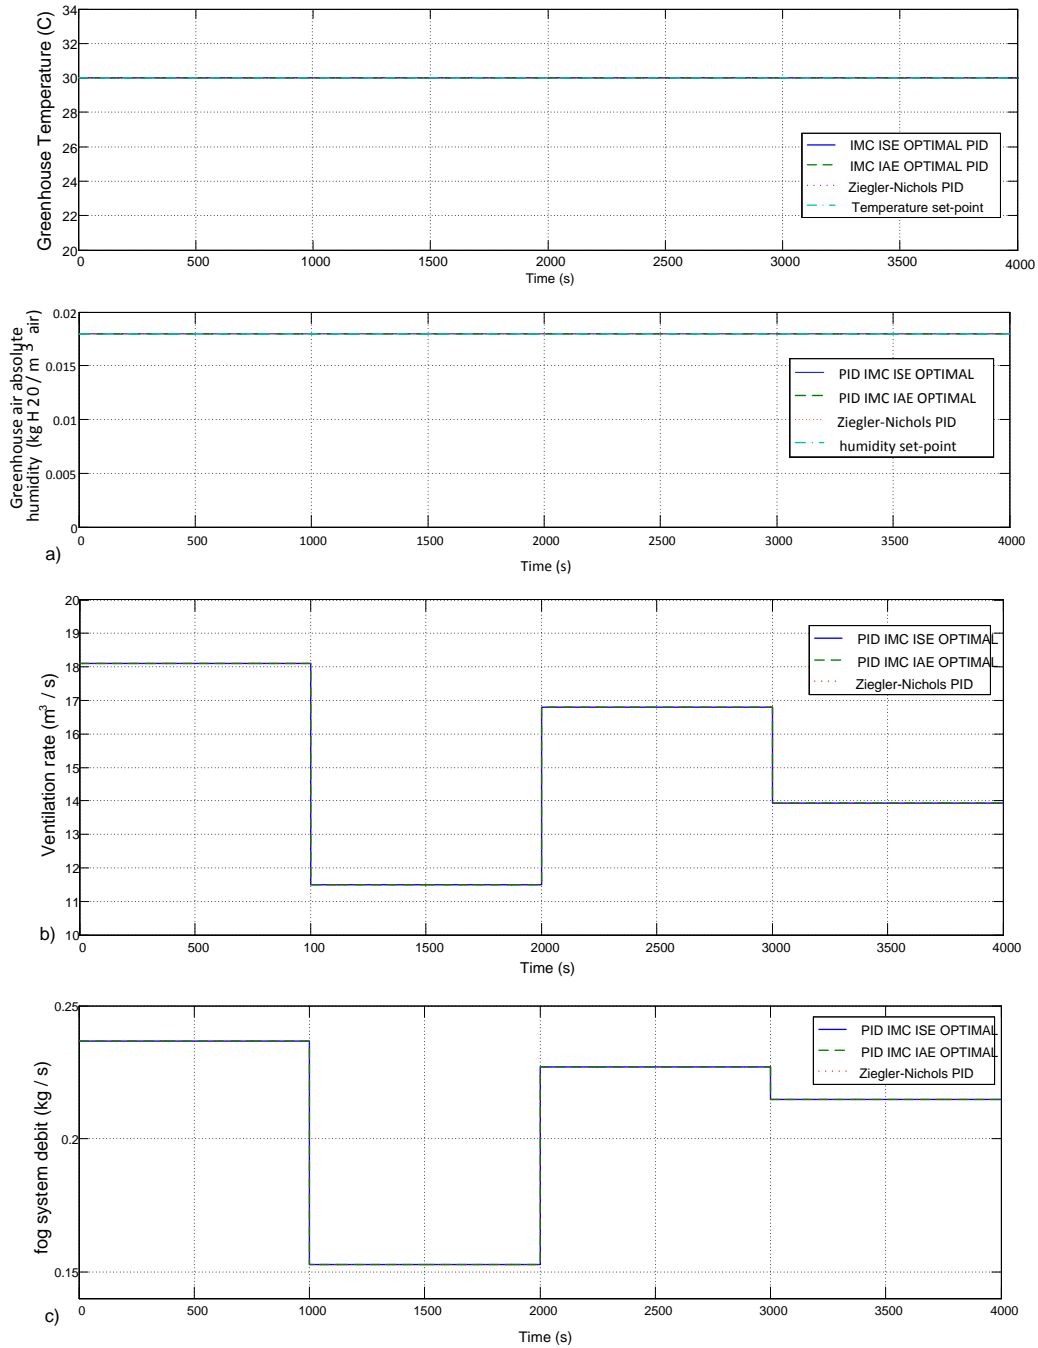 34
32
30
28
26
24
22
20
Greenhouse Temperature (C)
IMC ISE OPTIMAL PID
IMC IAE OPTIMAL PID
Ziegler-Nichols PID
Temperature set-point
0 500 1000 1500 2000 2500 3000 3500 4000
Time (s)
0.02
0.015
0.01
0.005
0
Greenhouse air absolute
humidity (kg H 20 / m 3 air)
PID IMC ISE OPTIMAL
PID IMC IAE OPTIMAL
Ziegler-Nichols PID
humidity set-point
0 500 1000 1500 2000 2500 3000 3500 4000
a)
Time (s)
20
19
18
17
16
15
14
13
12
11
10
Ventilation rate (m3 / s)
PID IMC ISE OPTIMAL
PID IMC IAE OPTIMAL
Ziegler-Nichols PID
b)
0 500 100 1500 2000 2500 3000 3500 4000
Time (s)
0.25
0.2
0.15
fog system debit (kg / s)
PID IMC ISE OPTIMAL
PID IMC IAE OPTIMAL
Ziegler-Nichols PID
c)
0 500 1000 1500 2000 2500 3000 3500 4000
Time (s)